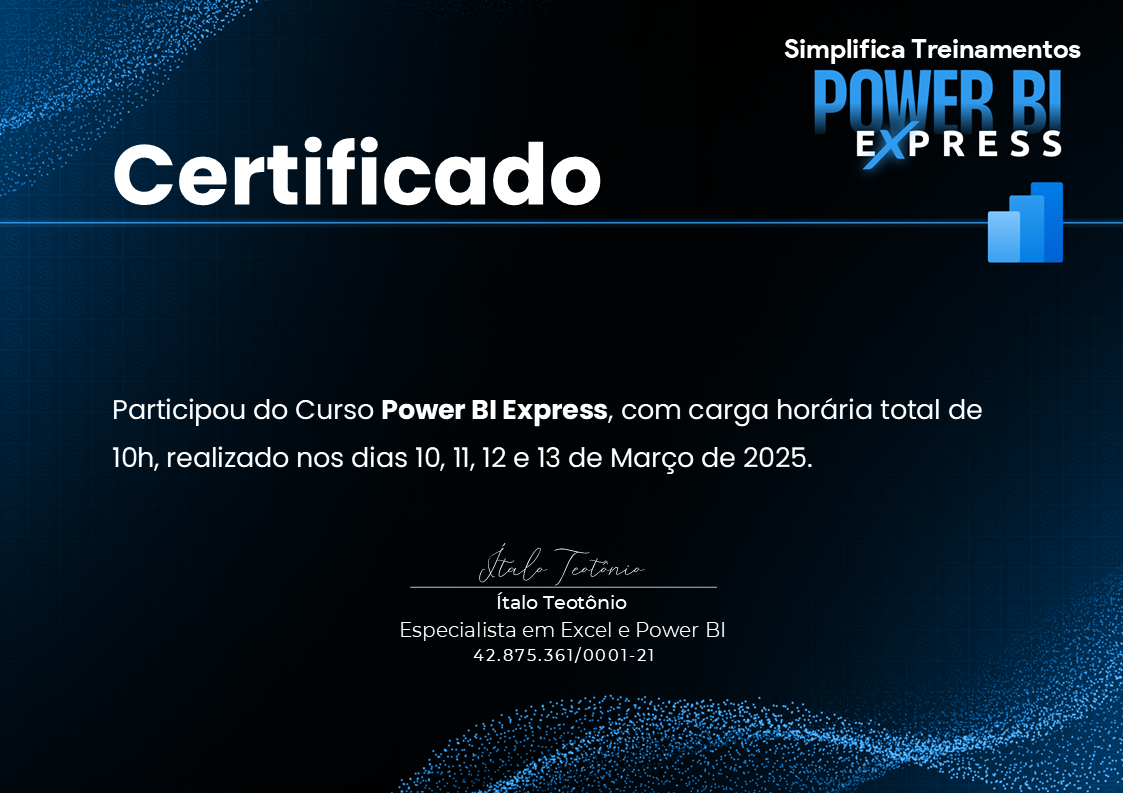 Simplifica Treinamentos
POWER BI
EXPRESS
Certificado
Participou do Curso Power BI Express, com carga horária total de
10h, realizado nos dias 10, 11, 12 e 13 de Março de 2025.
Ítalo Teotônio
Ítalo Teotônio
Especialista em Excel e Power BI
42.875.361/0001-21